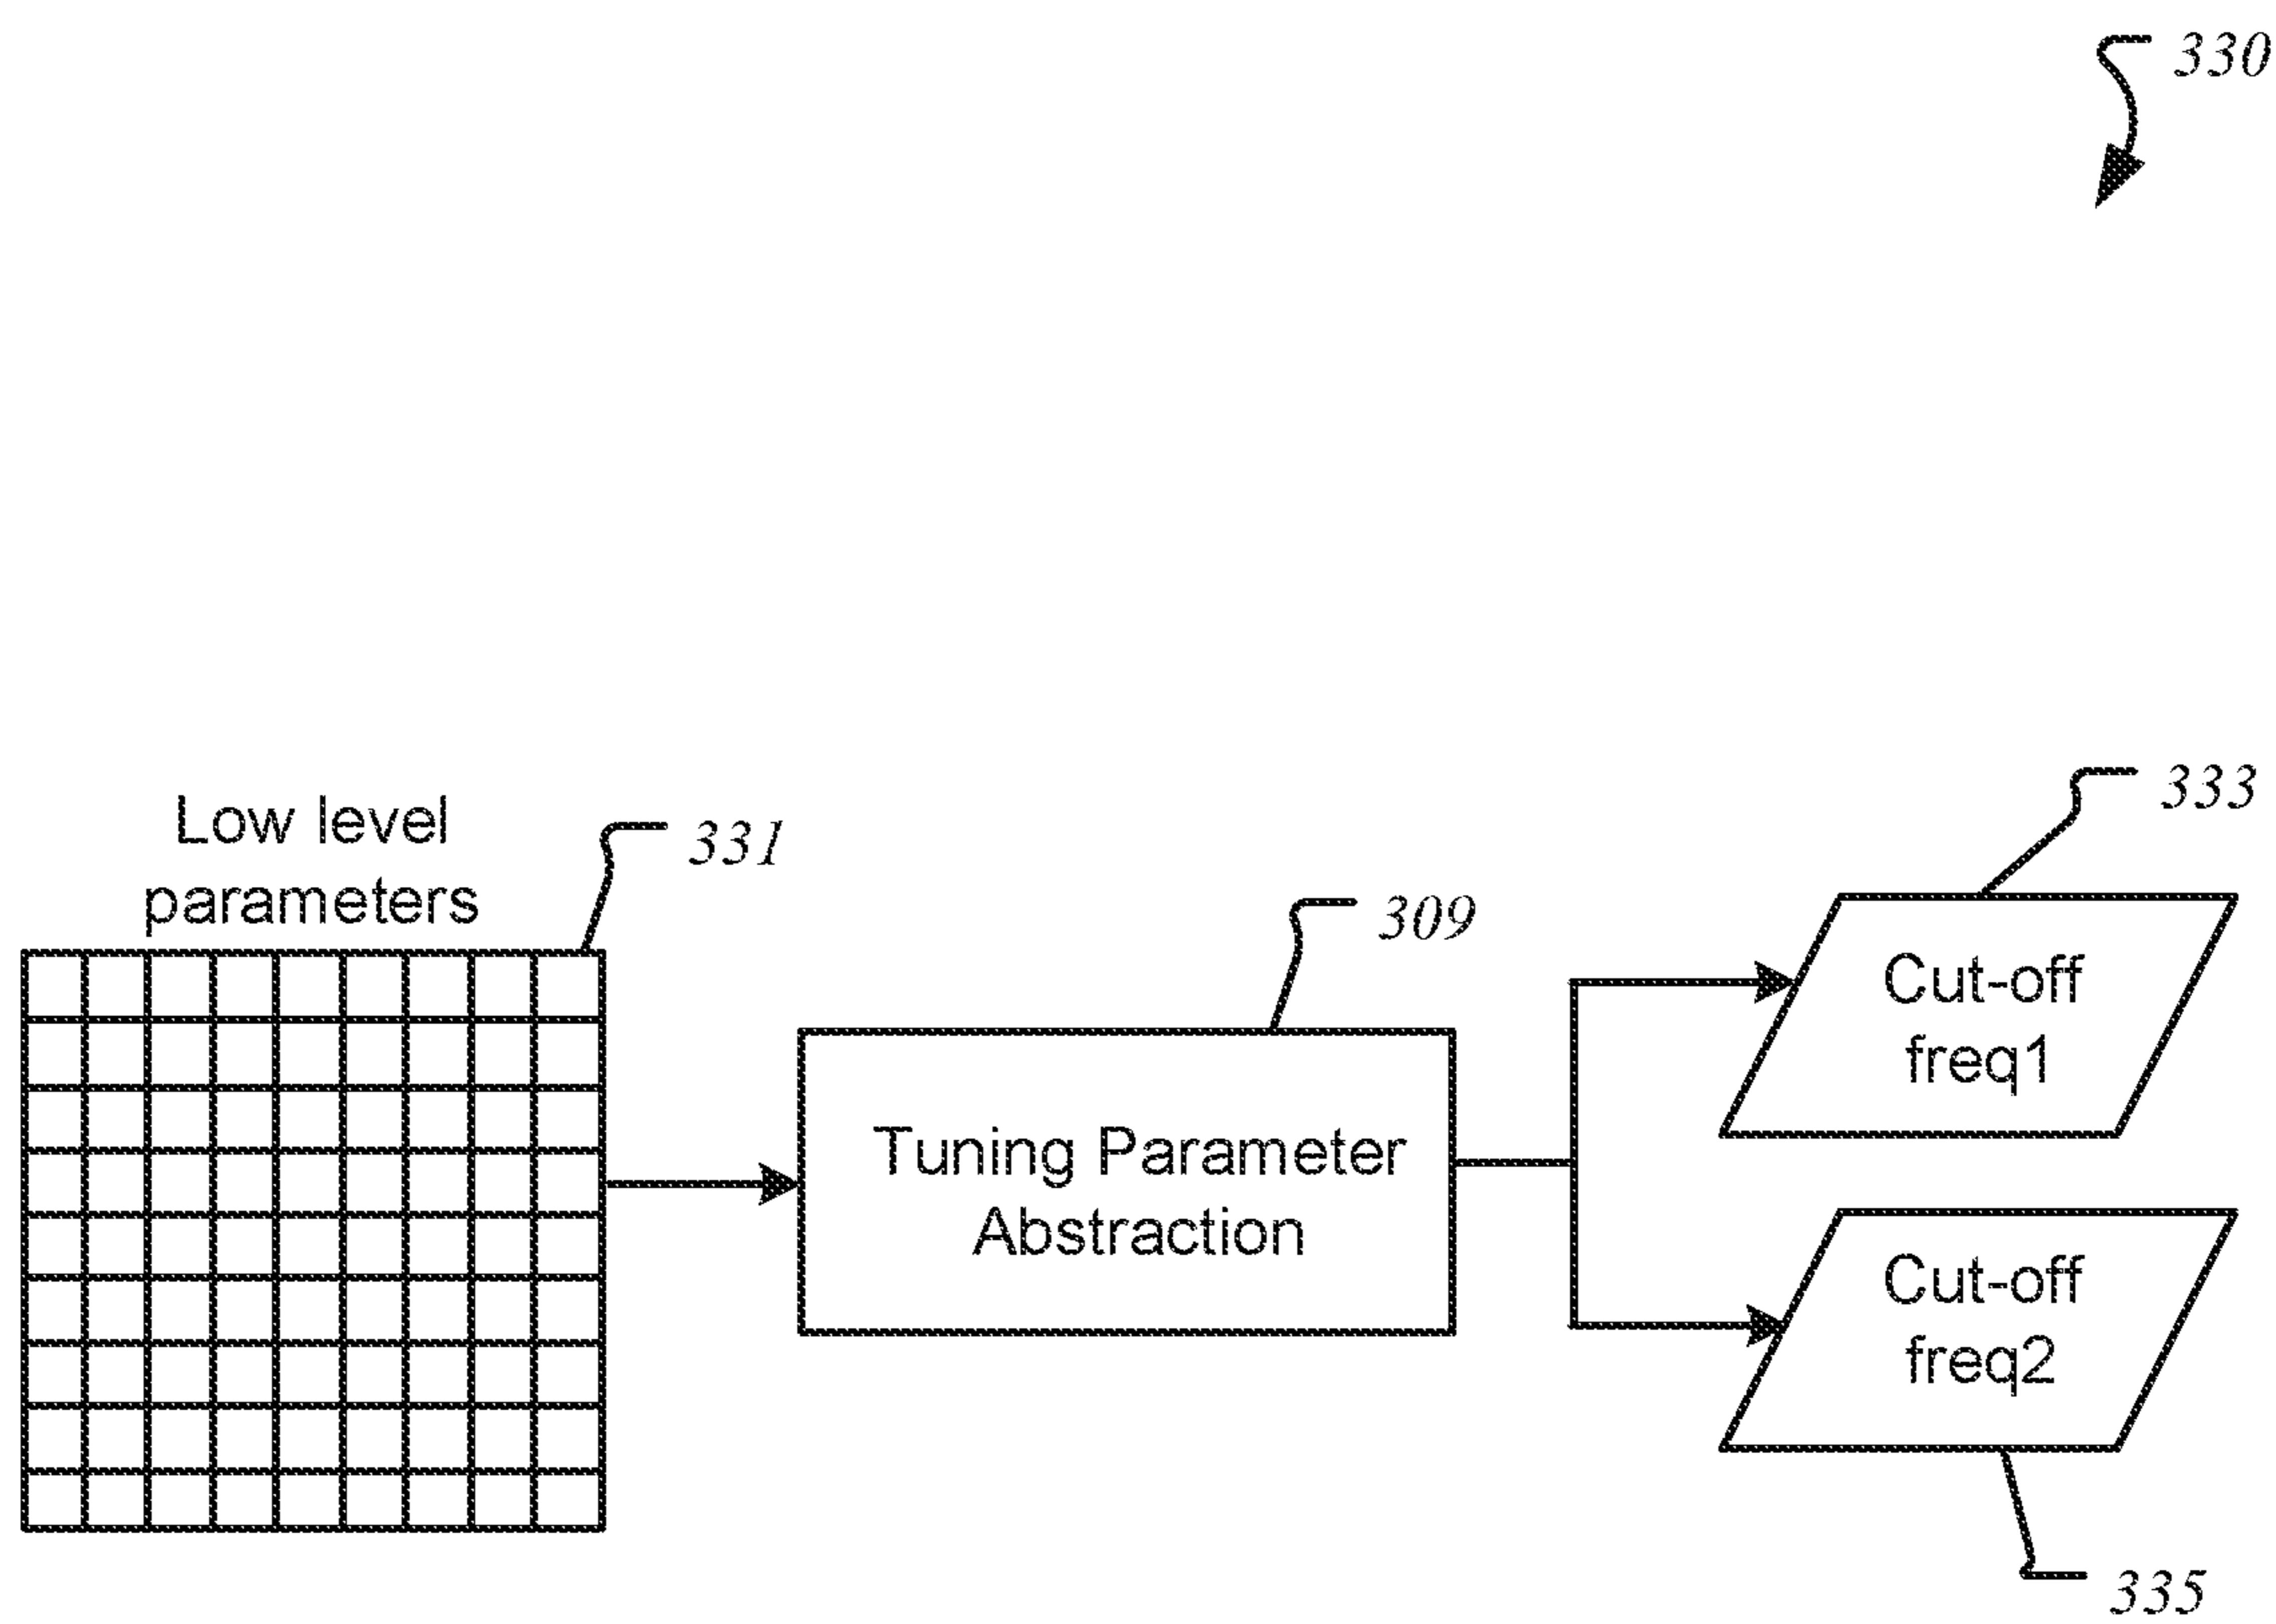 330
Low level
parameters
331
309
333
Tuning Parameter
Abstraction
Cut-off
freq1
Cut-off
freq2
335